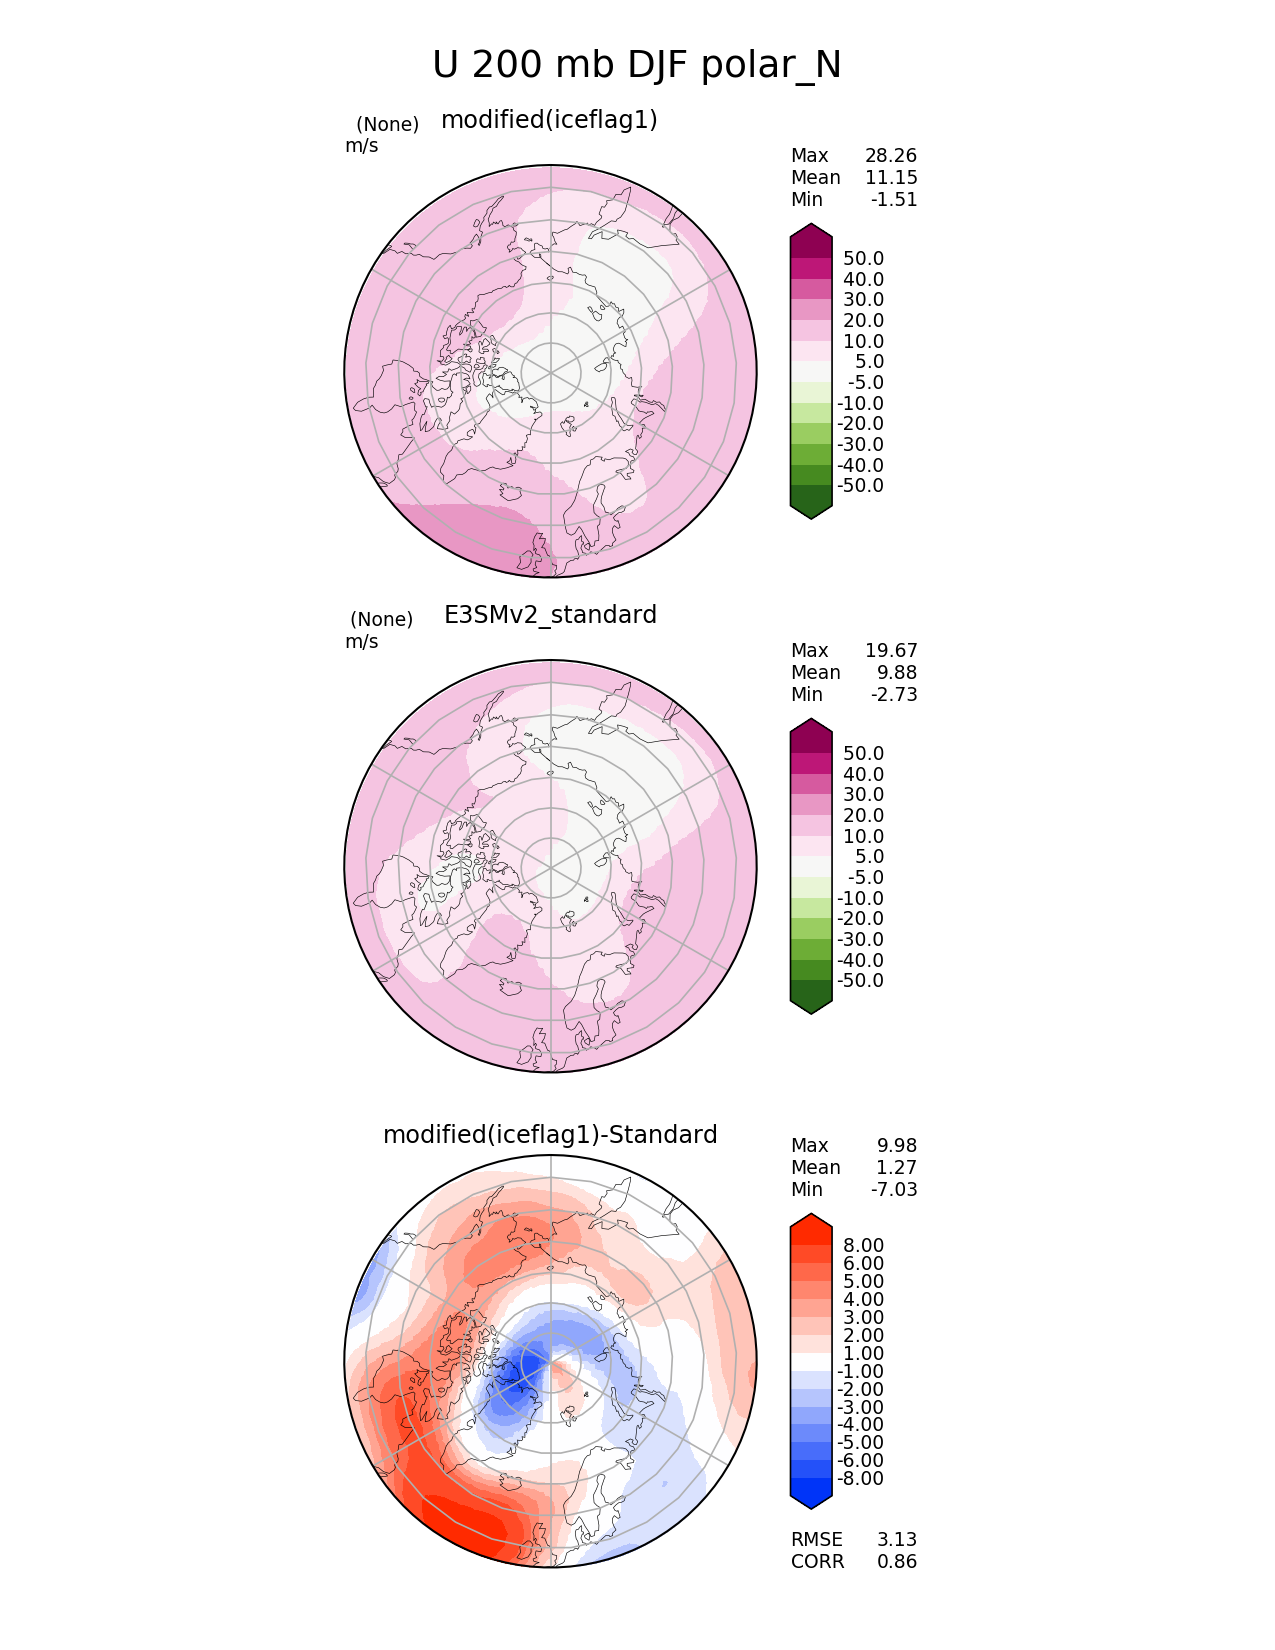 U 200 mb DJF polar_N
(None) modified(iceflag1)
m/s
Max 28.26
Mean 11.15
Min -1.51
50.0
40.0
30.0
20.0
10.0
5.0
-5.0
-10.0
-20.0
-30.0
-40.0
-50.0
(None) E3SMv2_standard
m/s
Max 19.67
Mean 9.88
Min -2.73
50.0
40.0
30.0
20.0
10.0
5.0
-5.0
-10.0
-20.0
-30.0
-40.0
-50.0
modified(iceflag1)-Standard
Max 9.98
Mean 1.27
Min -7.03
8.00
6.00
5.00
4.00
3.00
2.00
1.00
-1.00
-2.00
-3.00
-4.00
-5.00
-6.00
-8.00
RMSE 3.13
CORR 0.86